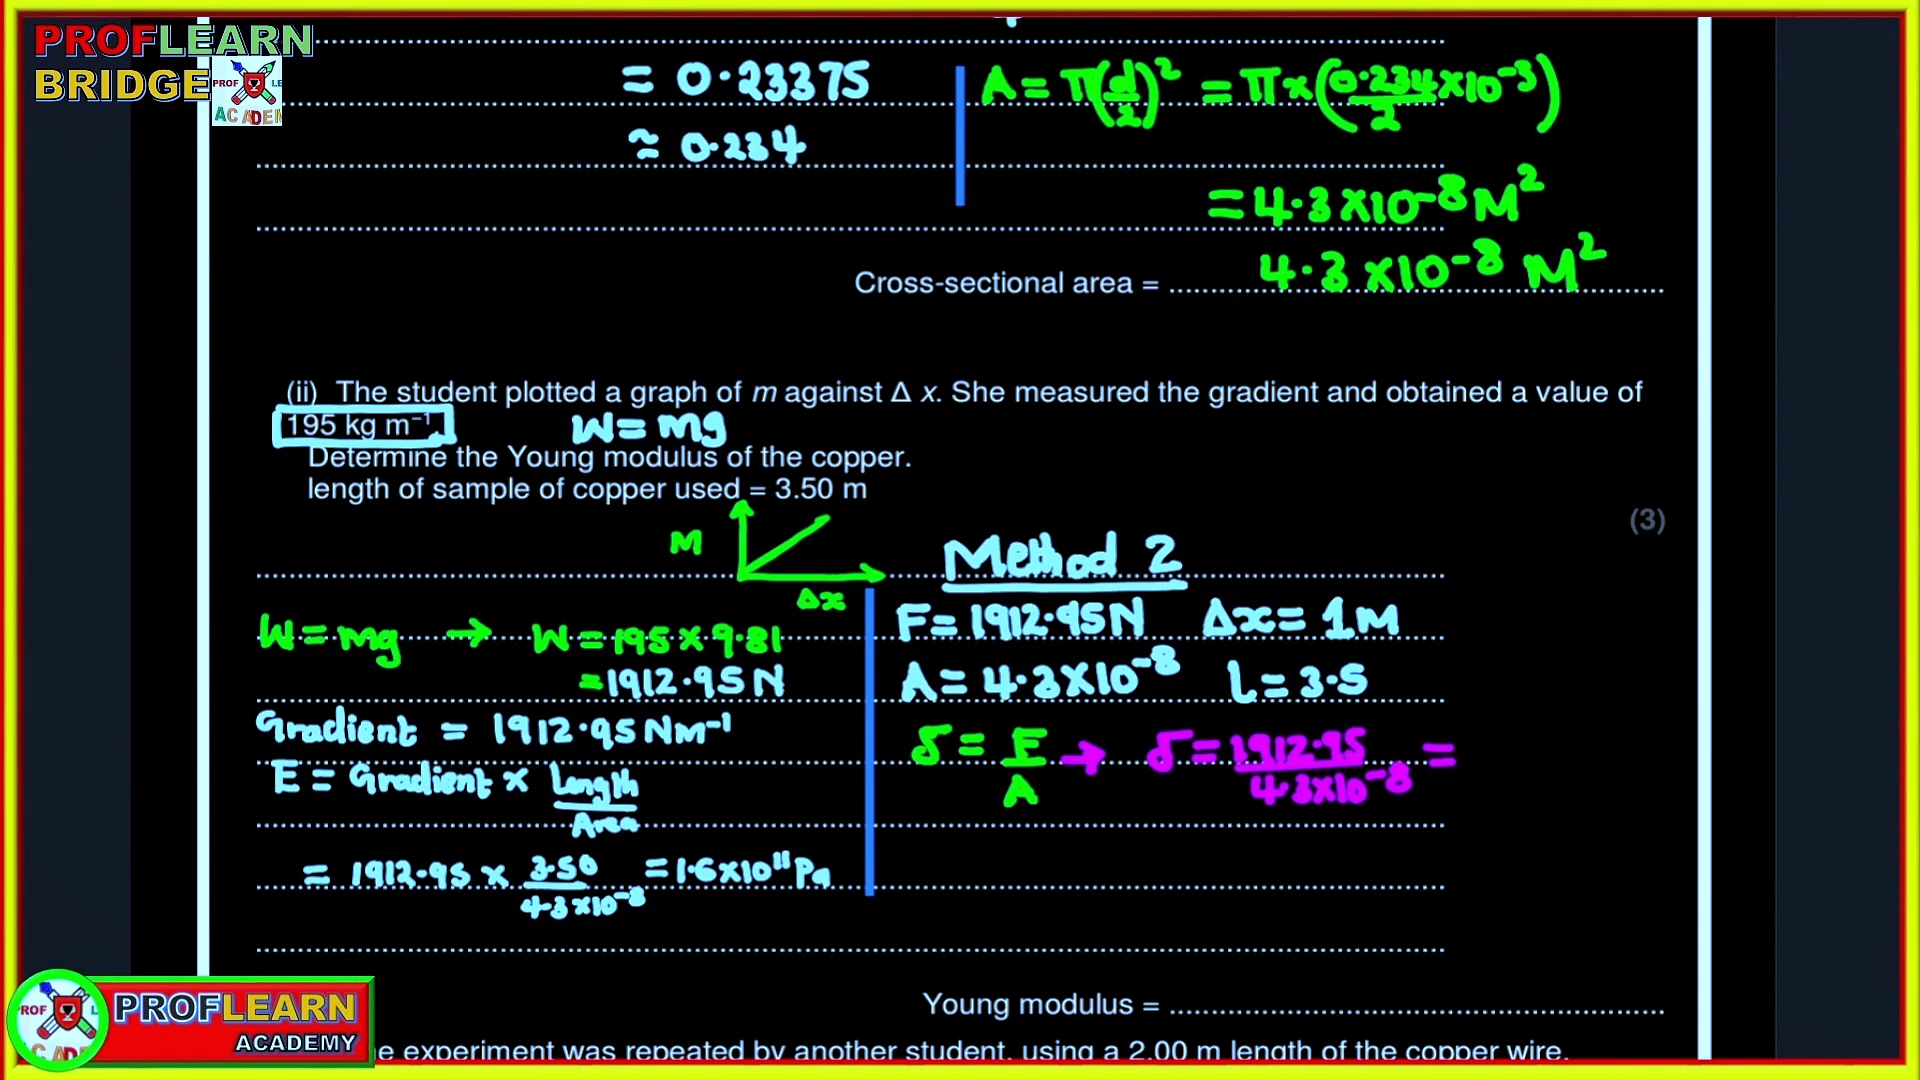 PROFLEARN
BRIDGE
PROF LE
ACADEM
= 0.23375
≈ 0.234
A = π(d/2)² = π × (0.234 × 10⁻³/2)
= 4.3 × 10⁻⁸ M²
Cross-sectional area = 4.3 × 10⁻⁸ M²
(ii) The student plotted a graph of m against Δ x. She measured the gradient and obtained a value of
195 kg m⁻¹. W = mg
Determine the Young modulus of the copper.
length of sample of copper used = 3.50 m
(3)
M
Δx
W = mg → W = 195 × 9.81
= 1912.95 N
Gradient = 1912.95 Nm⁻¹
E = Gradient × Length/Area
= 1912.95 × 3.50/4.3×10⁻⁸ = 1.6×10¹¹ Pa
Method 2
F = 1912.95 N Δx = 1M
A = 4.3×10⁻⁸ l = 3.5
δ = F/A → δ = 1912.95/4.3×10⁻⁸ =
Young modulus =
PROFLEARN
ACADEMY
e experiment was repeated by another student, using a 2.00 m length of the copper wire.